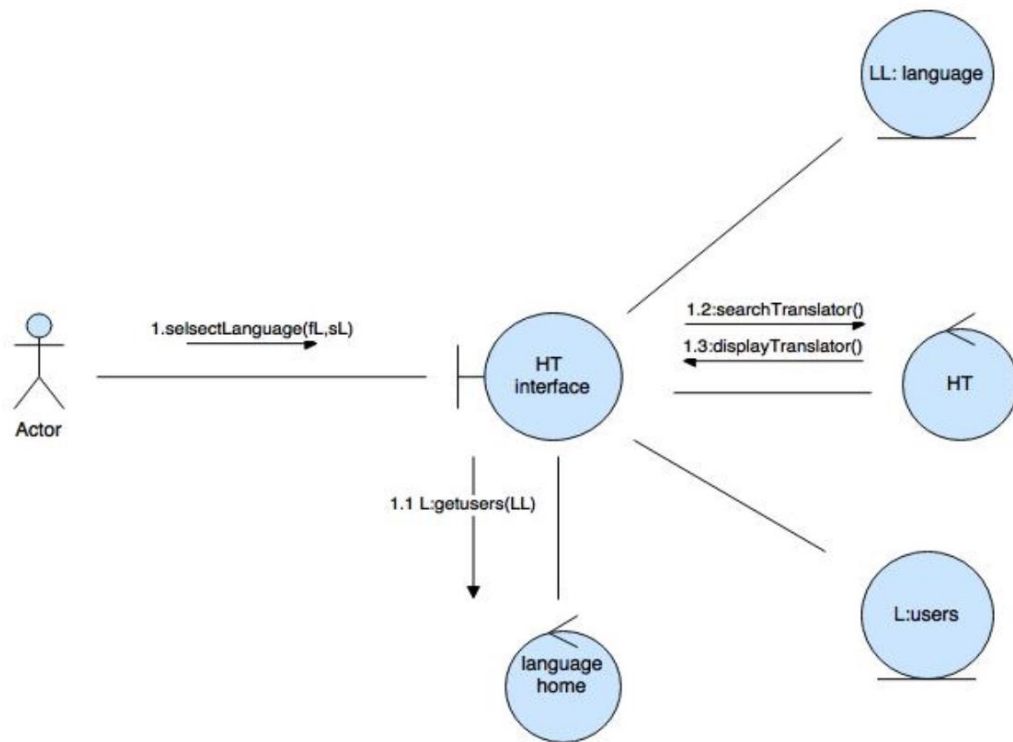 LL: language
1.selsectLanguage(fL,sL)
1.2:searchTranslator()
1.3:displayTranslator()
HT
interface
HT
Actor
1.1 L:getusers(LL)
L:users
language
home